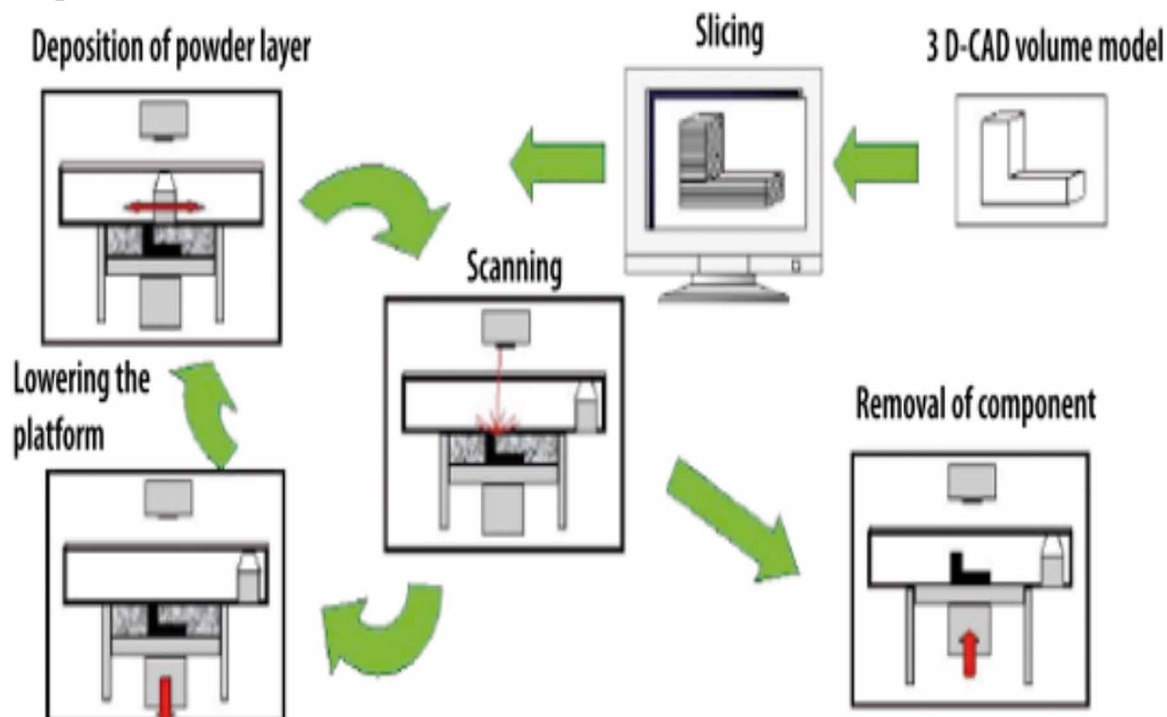 Deposition of powder layer
Slicing
3 D-CAD volume model
Scanning
Lowering the
platform
Removal of component